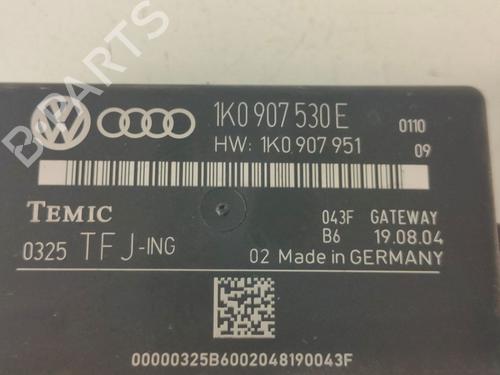 B-PARTS
1K0 907 530 E 0110
HW: 1K0 907 951 09
TEMIC 043F GATEWAY
0325 TFJ-ING B6 19.08.04
02 Made in GERMANY
00000325B6002048190043F